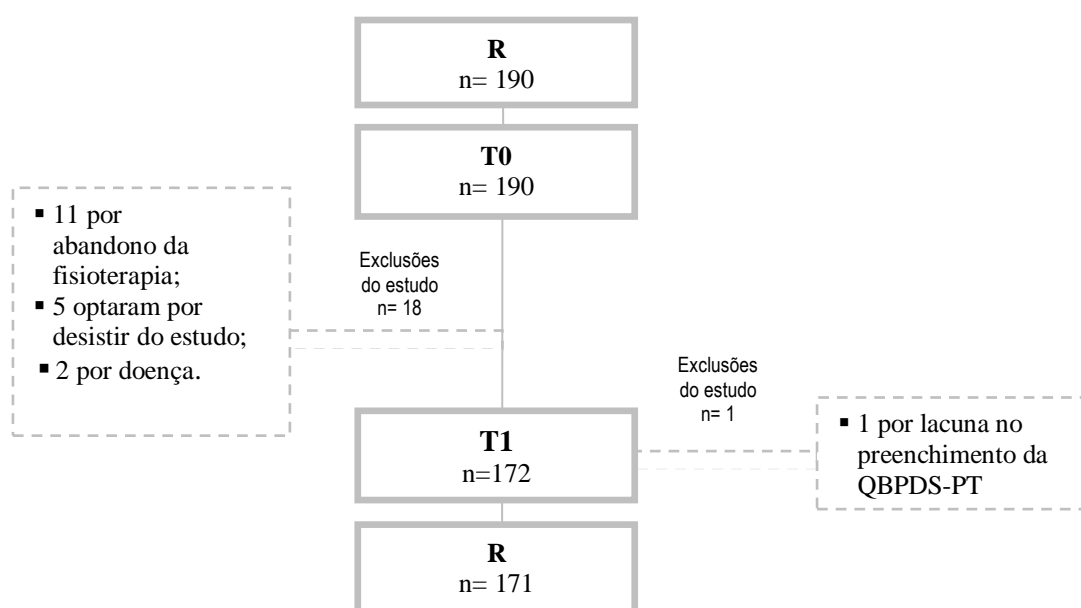 R
n= 190
T0
n= 190
▪ 11 por
abandono da
fisioterapia;
▪ 5 optaram por
desistir do estudo;
▪ 2 por doença.
Exclusões
do estudo
n= 18
Exclusões
do estudo
n= 1
▪ 1 por lacuna no
preenchimento da
QBPDS-PT
T1
n=172
R
n= 171